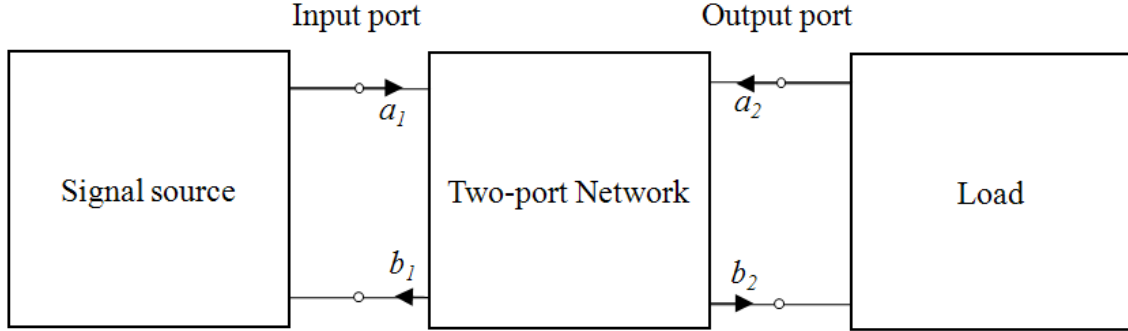 Input port
Output port
a1
a2
Signal source
Two-port Network
Load
b1
b2